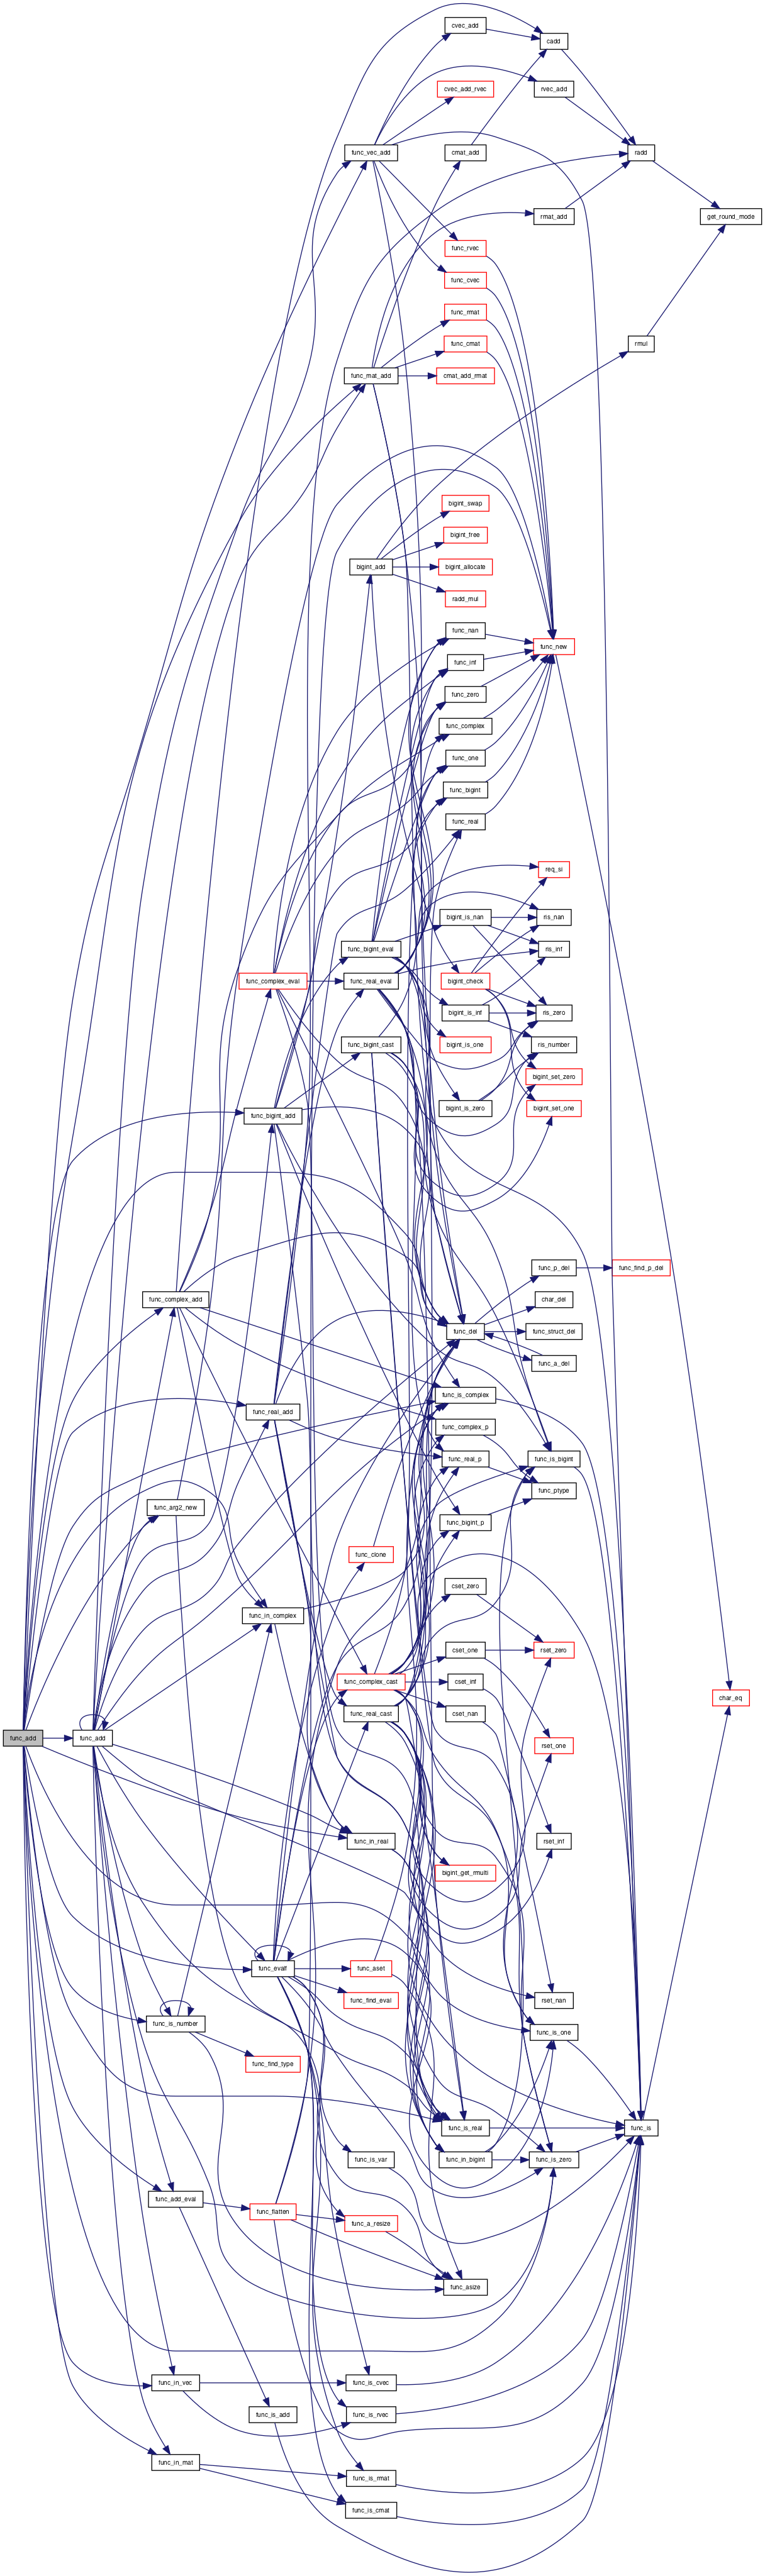 cvec_add
cadd
cvec_add_rvec
rvec_add
func_vec_add
cmat_add
radd
rmat_add
get_round_mode
func_rvec
func_cvec
func_rmat
rmul
func_cmat
func_mat_add
cmat_add_rmat
bigint_swap
bigint_free
bigint_add
bigint_allocate
radd_mul
func_nan
func_new
func_inf
func_zero
func_complex
func_one
func_bigint
func_real
req_si
bigint_is_nan
ris_nan
func_bigint_eval
ris_inf
func_complex_eval
func_real_eval
bigint_check
bigint_is_inf
ris_zero
func_bigint_cast
bigint_is_one
ris_number
bigint_set_zero
func_bigint_add
bigint_is_zero
bigint_set_one
func_p_del
func_find_p_del
func_complex_add
char_del
func_del
func_struct_del
func_a_del
func_is_complex
func_real_add
func_complex_p
func_real_p
func_is_bigint
func_ptype
func_arg2_new
func_bigint_p
func_clone
cset_zero
func_in_complex
cset_one
rset_zero
func_complex_cast
cset_inf
char_eq
func_real_cast
cset_nan
func_add
func_add
rset_one
func_in_real
rset_inf
bigint_get_rmulti
func_evalf
func_aset
func_find_eval
rset_nan
func_is_number
func_is_one
func_find_type
func_is_real
func_is
func_is_var
func_in_bigint
func_is_zero
func_add_eval
func_flatten
func_a_resize
func_asize
func_in_vec
func_is_cvec
func_is_add
func_is_rvec
func_in_mat
func_is_rmat
func_is_cmat